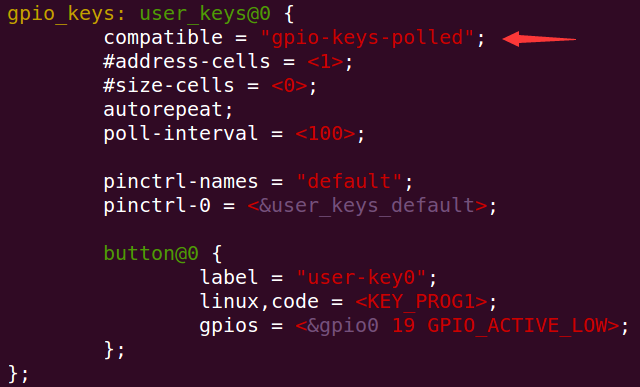 gpio_keys: user_keys@0 {
compatible = "gpio-keys-polled";
#address-cells = <1>;
#size-cells = <0>;
autorepeat;
poll-interval = <100>;
pinctrl-names = "default";
pinctrl-0 = <&user_keys_default>;
button@0 {
label = "user-key0";
linux,code = <KEY_PROG1>;
gpios = <&gpio0 19 GPIO_ACTIVE_LOW>;
};
};